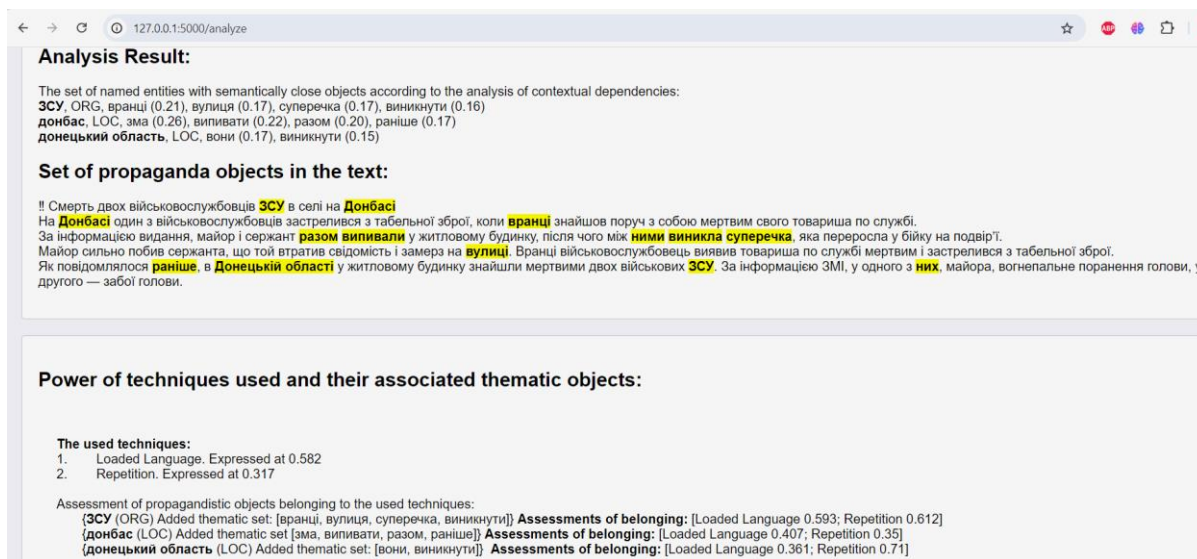 127.0.0.1:5000/analyze
ABP
Analysis Result:
The set of named entities with semantically close objects according to the analysis of contextual dependencies:
ЗСУ, ORG, вранці (0.21), вулиця (0.17), суперечка (0.17), виникнути (0.16)
донбас, LOC, зма (0.26), випивати (0.22), разом (0.20), раніше (0.17)
донецький область, LOC, вони (0.17), виникнути (0.15)
Set of propaganda objects in the text:
‼ Смерть двох військовослужбовців ЗСУ в селі на Донбасі
На Донбасі один з військовослужбовців застрелився з табельної зброї, коли вранці знайшов поруч з собою мертвим свого товариша по службі.
За інформацією видання, майор і сержант разом випивали у житловому будинку, після чого між ними виникла суперечка, яка переросла у бійку на подвір'ї.
Майор сильно побив сержанта, що той втратив свідомість і замерз на вулиці. Вранці військовослужбовець виявив товариша по службі мертвим і застрелився з табельної зброї.
Як повідомлялося раніше, в Донецькій області у житловому будинку знайшли мертвими двох військових ЗСУ. За інформацією ЗМІ, у одного з них, майора, вогнепальне поранення голови, у
другого — забої голови.
Power of techniques used and their associated thematic objects:
The used techniques:
1. Loaded Language. Expressed at 0.582
2. Repetition. Expressed at 0.317
Assessment of propagandistic objects belonging to the used techniques:
{ЗСУ (ORG) Added thematic set: [вранці, вулиця, суперечка, виникнути]} Assessments of belonging: [Loaded Language 0.593; Repetition 0.612]
{донбас (LOC) Added thematic set [зма, випивати, разом, раніше]} Assessments of belonging: [Loaded Language 0.407; Repetition 0.35]
{донецький область (LOC) Added thematic set: [вони, виникнути]} Assessments of belonging: [Loaded Language 0.361; Repetition 0.71]